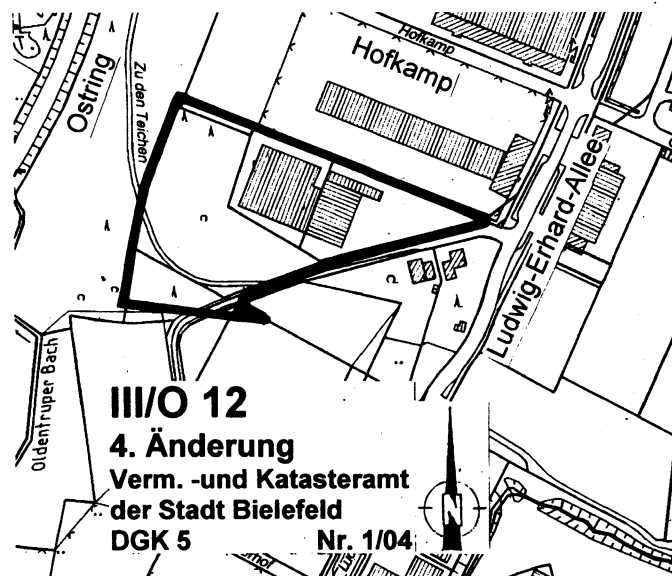 Hofkamp
Hofkamp
Ostring
Zu den Teichen
Ludwig-Erhard-Allee
Oldentruper Bach
III/O 12
4. Änderung
Verm. -und Katasteramt
der Stadt Bielefeld
DGK 5 Nr. 1/04
N